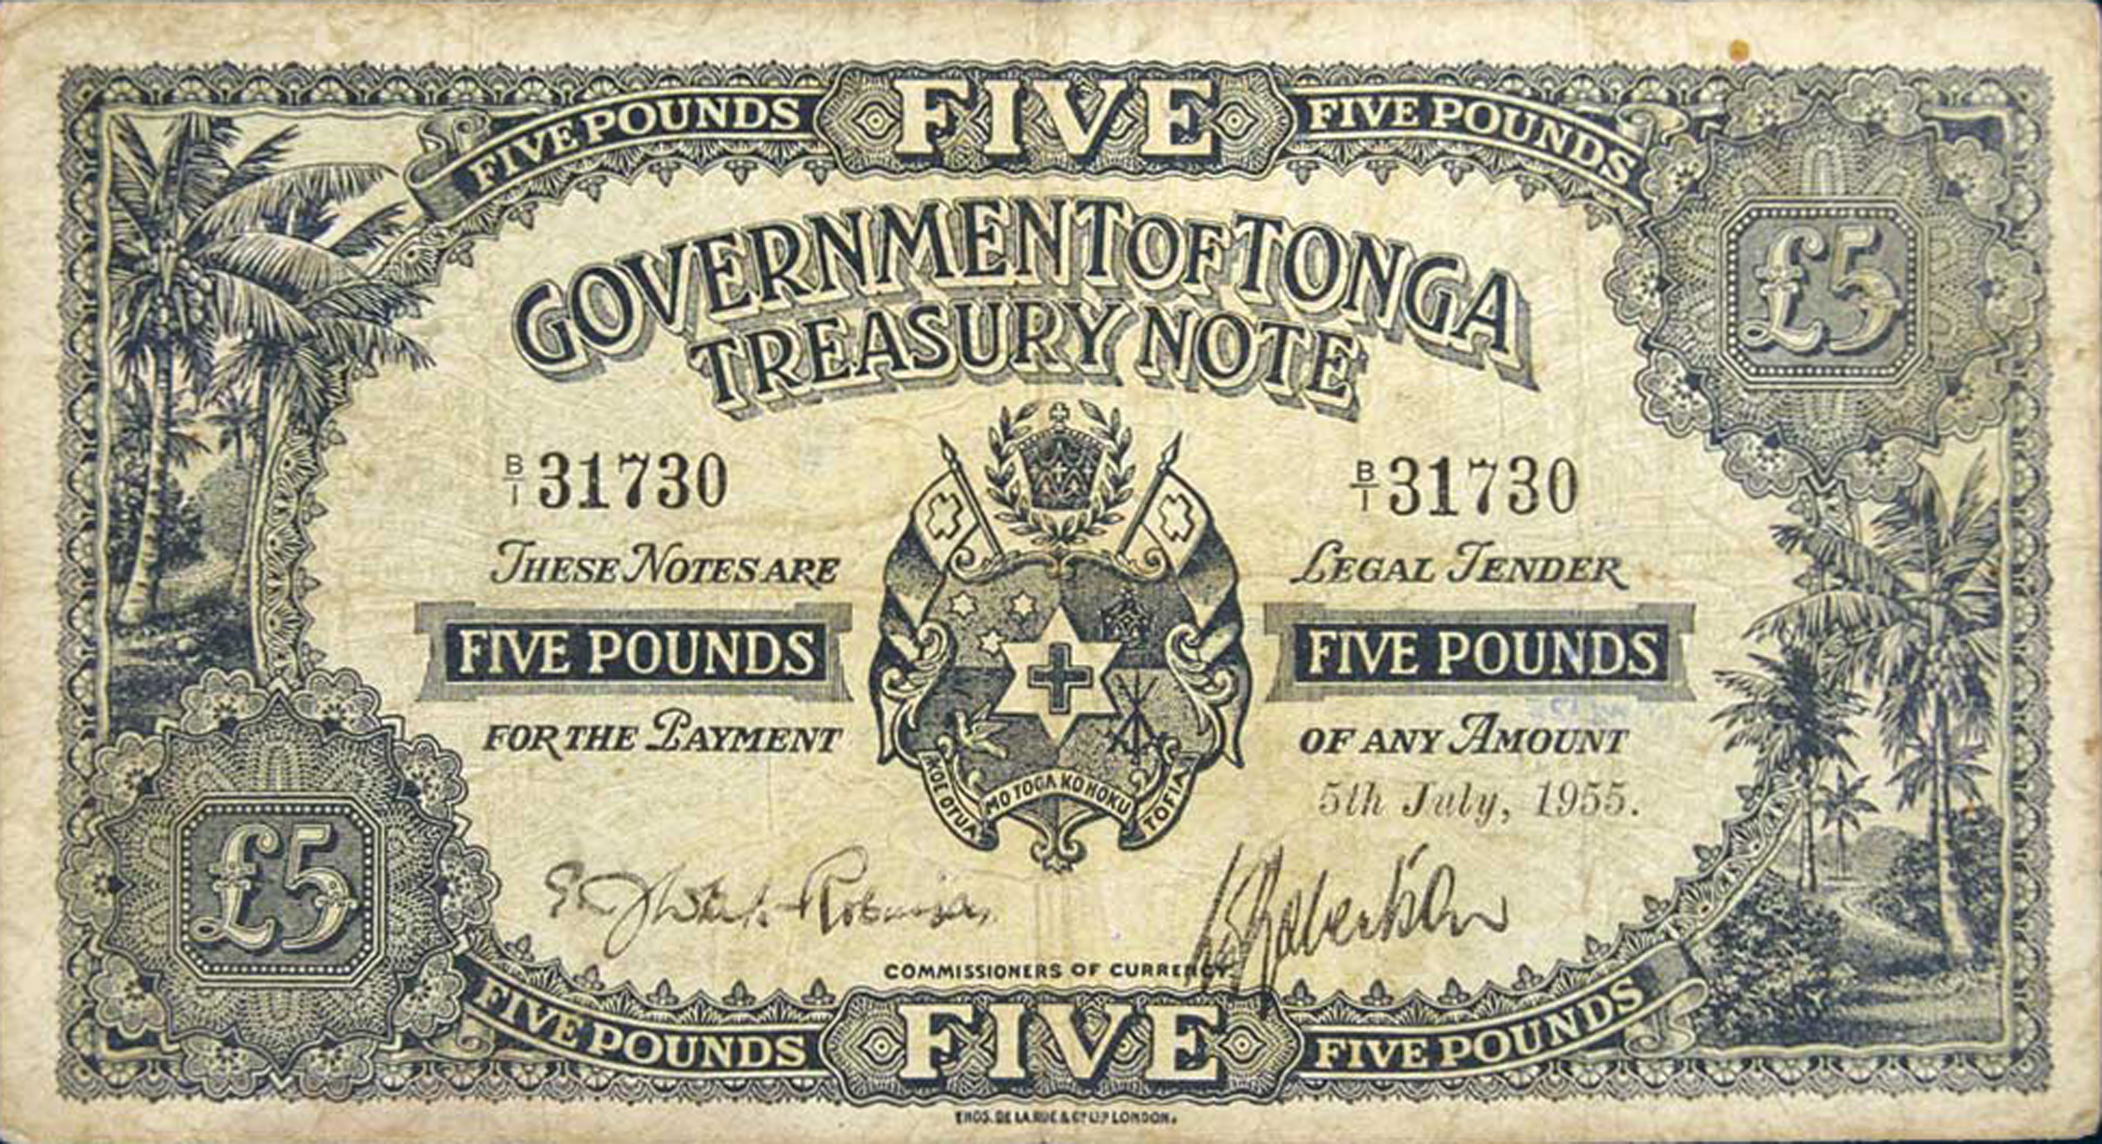 FIVE POUNDS FIVE FIVE POUNDS
£5
GOVERNMENT OF TONGA
TREASURY NOTE
B/1 31730 B/1 31730
THESE NOTES ARE LEGAL TENDER
FIVE POUNDS FIVE POUNDS
FOR THE PAYMENT OF ANY AMOUNT
KOE OTUA MO TOGA KO HOKU TOFIA
5th July, 1955.
£5
Robertson
COMMISSIONERS OF CURRENCY
FIVE POUNDS FIVE FIVE POUNDS
THOS. DE LA RUE & CO LTD LONDON.